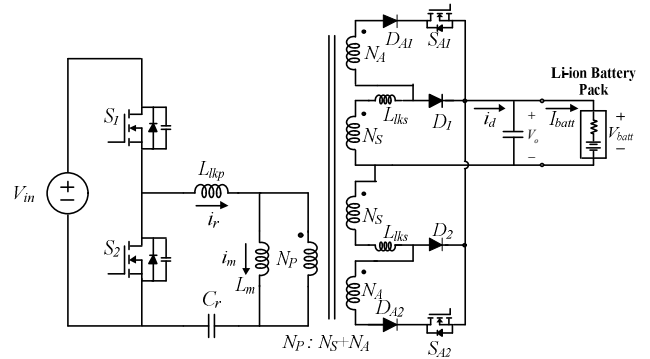 D_A1
S_A1
N_A
Li-ion Battery
Pack
S_1
L_lks
D_1
i_d
+
V_o
−
I_batt
+
V_batt
−
N_S
L_lkp
V_in
i_r
N_S
L_lks
D_2
S_2
i_m
L_m
N_P
N_A
C_r
D_A2
S_A2
N_P : N_S+N_A